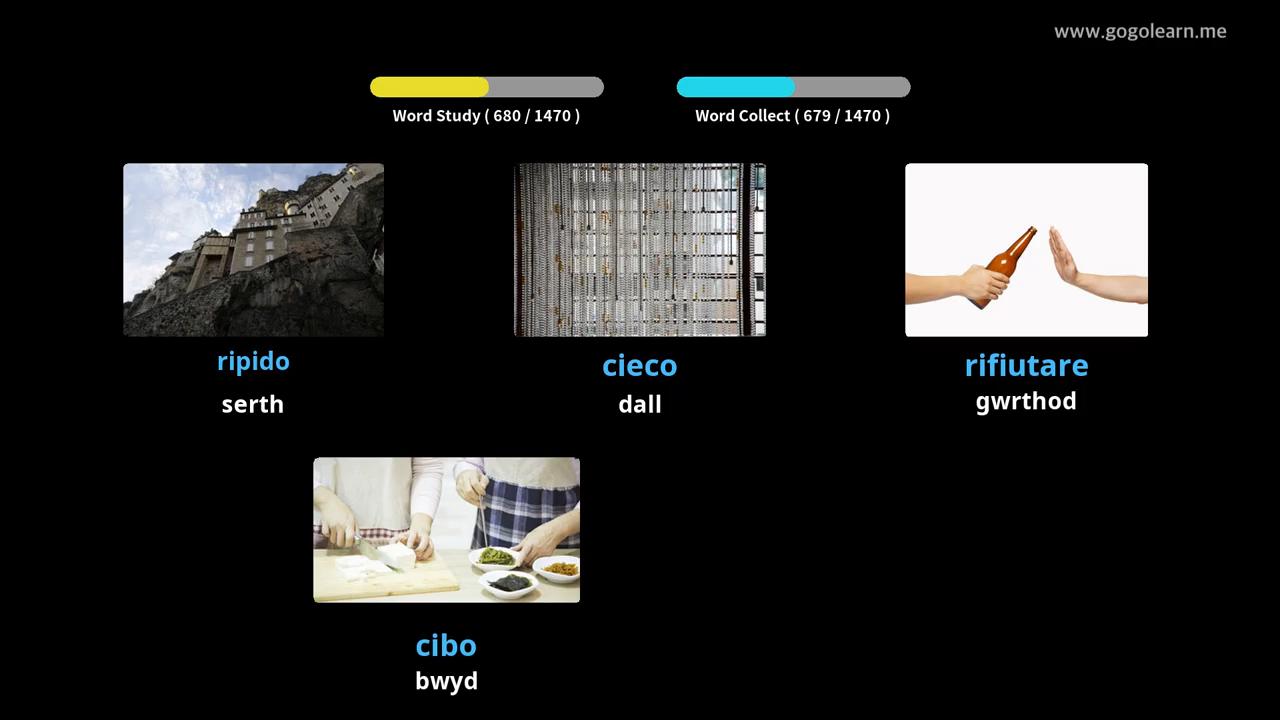 www.gogolearn.me
Word Study ( 680 / 1470 )
Word Collect ( 679 / 1470 )
ripido
serth
cieco
dall
rifiutare
gwrthod
cibo
bwyd